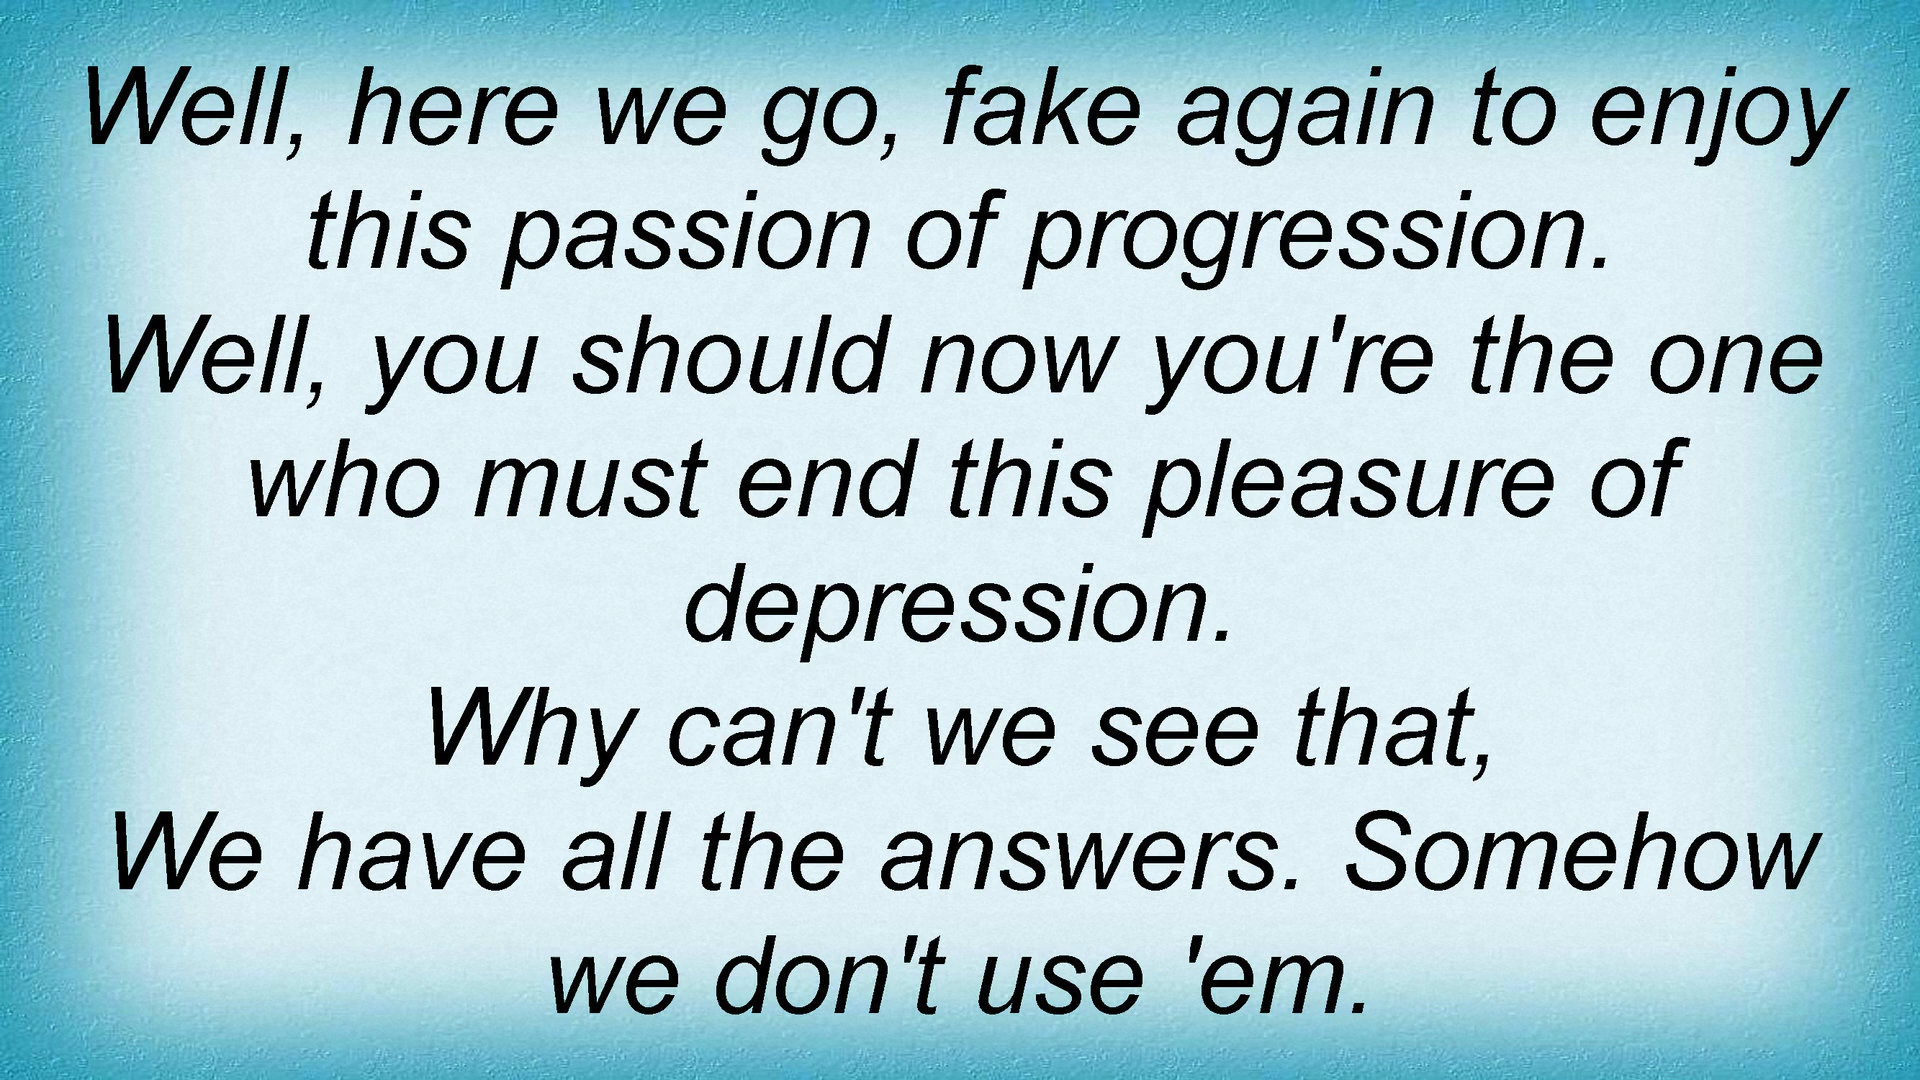 Well, here we go, fake again to enjoy
this passion of progression.
Well, you should now you're the one
who must end this pleasure of
depression.
Why can't we see that,
We have all the answers. Somehow
we don't use 'em.